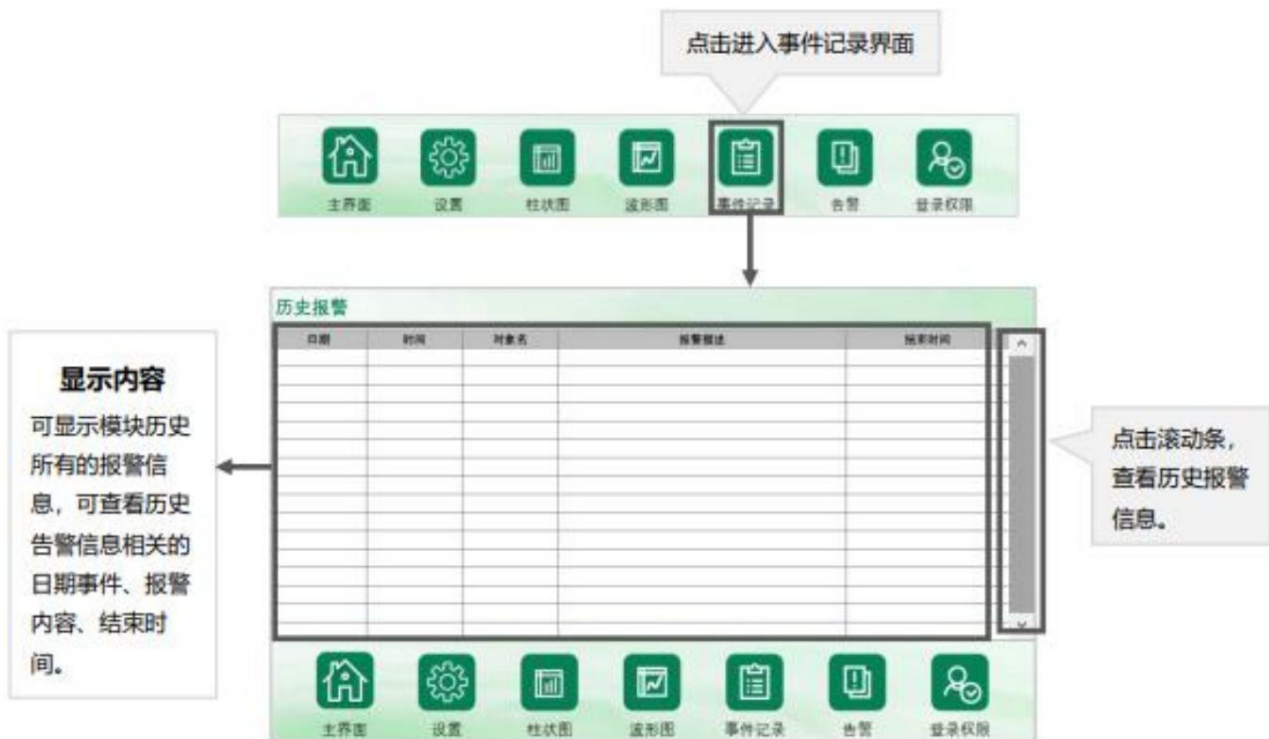 点击进入事件记录界面
主界面 设置 柱状图 波形图 事件记录 告警 登录权限
历史报警
日期 时间 对象名 报警描述 结束时间
显示内容
可显示模块历史
所有的报警信
息，可查看历史
告警信息相关的
日期事件、报警
内容、结束时
间。
点击滚动条，
查看历史报警
信息。
主界面 设置 柱状图 波形图 事件记录 告警 登录权限